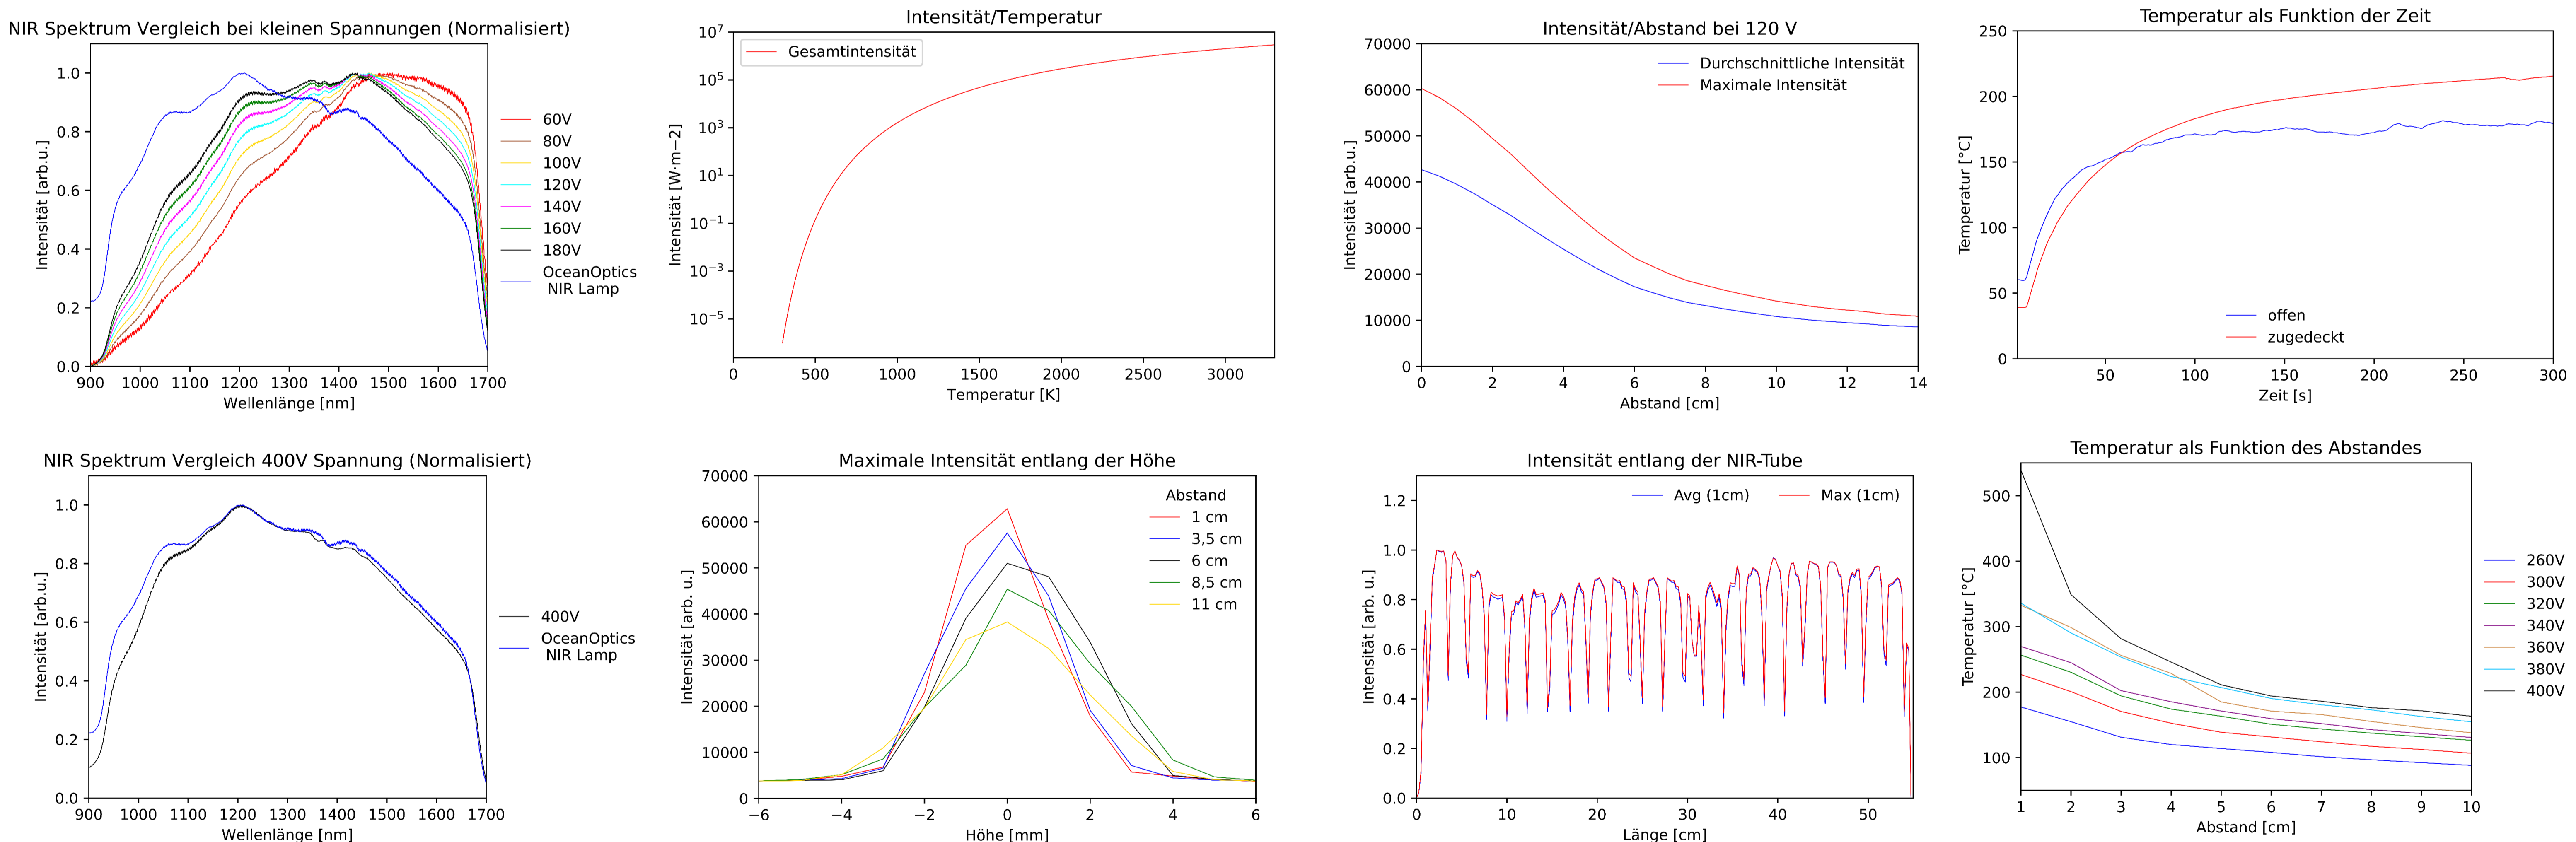 NIR Spektrum Vergleich bei kleinen Spannungen (Normalisiert)
Intensität [arb.u.]
1.0
0.8
0.6
0.4
0.2
0.0
900 1000 1100 1200 1300 1400 1500 1600 1700
Wellenlänge [nm]
60V
80V
100V
120V
140V
160V
180V
OceanOptics
NIR Lamp
Intensität/Temperatur
Gesamtintensität
Intensität [W·m−2]
10⁷
10⁵
10³
10¹
10⁻¹
10⁻³
10⁻⁵
0 500 1000 1500 2000 2500 3000
Temperatur [K]
Intensität/Abstand bei 120 V
Durchschnittliche Intensität
Maximale Intensität
Intensität [arb.u.]
70000
60000
50000
40000
30000
20000
10000
0
0 2 4 6 8 10 12 14
Abstand [cm]
Temperatur als Funktion der Zeit
Temperatur [°C]
250
200
150
100
50
0
offen
zugedeckt
50 100 150 200 250 300
Zeit [s]
NIR Spektrum Vergleich 400V Spannung (Normalisiert)
Intensität [arb.u.]
1.0
0.8
0.6
0.4
0.2
0.0
900 1000 1100 1200 1300 1400 1500 1600 1700
Wellenlänge [nm]
400V
OceanOptics
NIR Lamp
Maximale Intensität entlang der Höhe
Intensität [arb. u.]
70000
60000
50000
40000
30000
20000
10000
0
Abstand
1 cm
3,5 cm
6 cm
8,5 cm
11 cm
−6 −4 −2 0 2 4 6
Höhe [mm]
Intensität entlang der NIR-Tube
Avg (1cm) Max (1cm)
Intensität [arb. u.]
1.2
1.0
0.8
0.6
0.4
0.2
0.0
0 10 20 30 40 50
Länge [cm]
Temperatur als Funktion des Abstandes
Temperatur [°C]
500
400
300
200
100
1 2 3 4 5 6 7 8 9 10
Abstand [cm]
260V
300V
320V
340V
360V
380V
400V